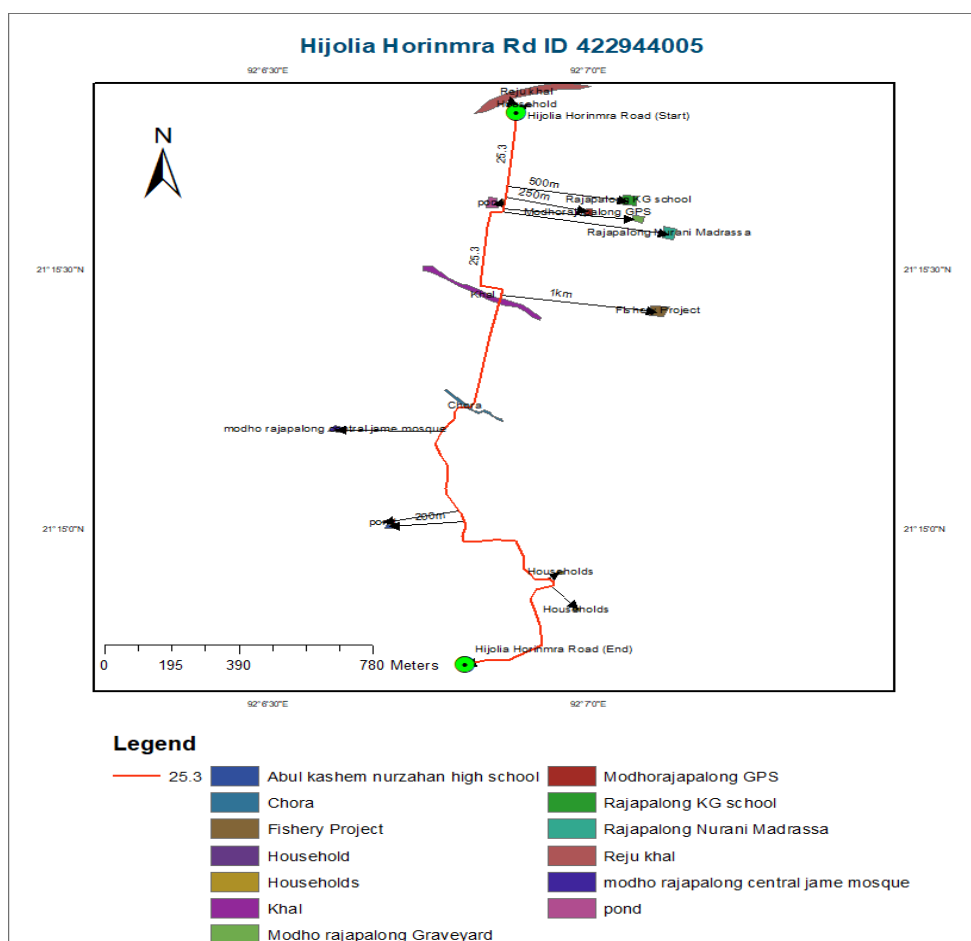 Hijolia Horinmra Rd ID 422944005
92°6'30"E
92°7'0"E
Reju khal
Household
Hijolia Horinmra Road (Start)
N
25.3
500m
Rajapalong KG school
250m
pond
Modhorajapalong GPS
Rajapalong Nurani Madrassa
25.3
21°15'30"N
21°15'30"N
Khal
1Km
Fishery Project
Chora
modho rajapalong central jame mosque
200m
pond
21°15'0"N
21°15'0"N
Households
Households
Hijolia Horinmra Road (End)
0 195 390 780 Meters
92°6'30"E
92°7'0"E
Legend
25.3
Abul kashem nurzahan high school
Chora
Fishery Project
Household
Households
Khal
Modho rajapalong Graveyard
Modhorajapalong GPS
Rajapalong KG school
Rajapalong Nurani Madrassa
Reju khal
modho rajapalong central jame mosque
pond